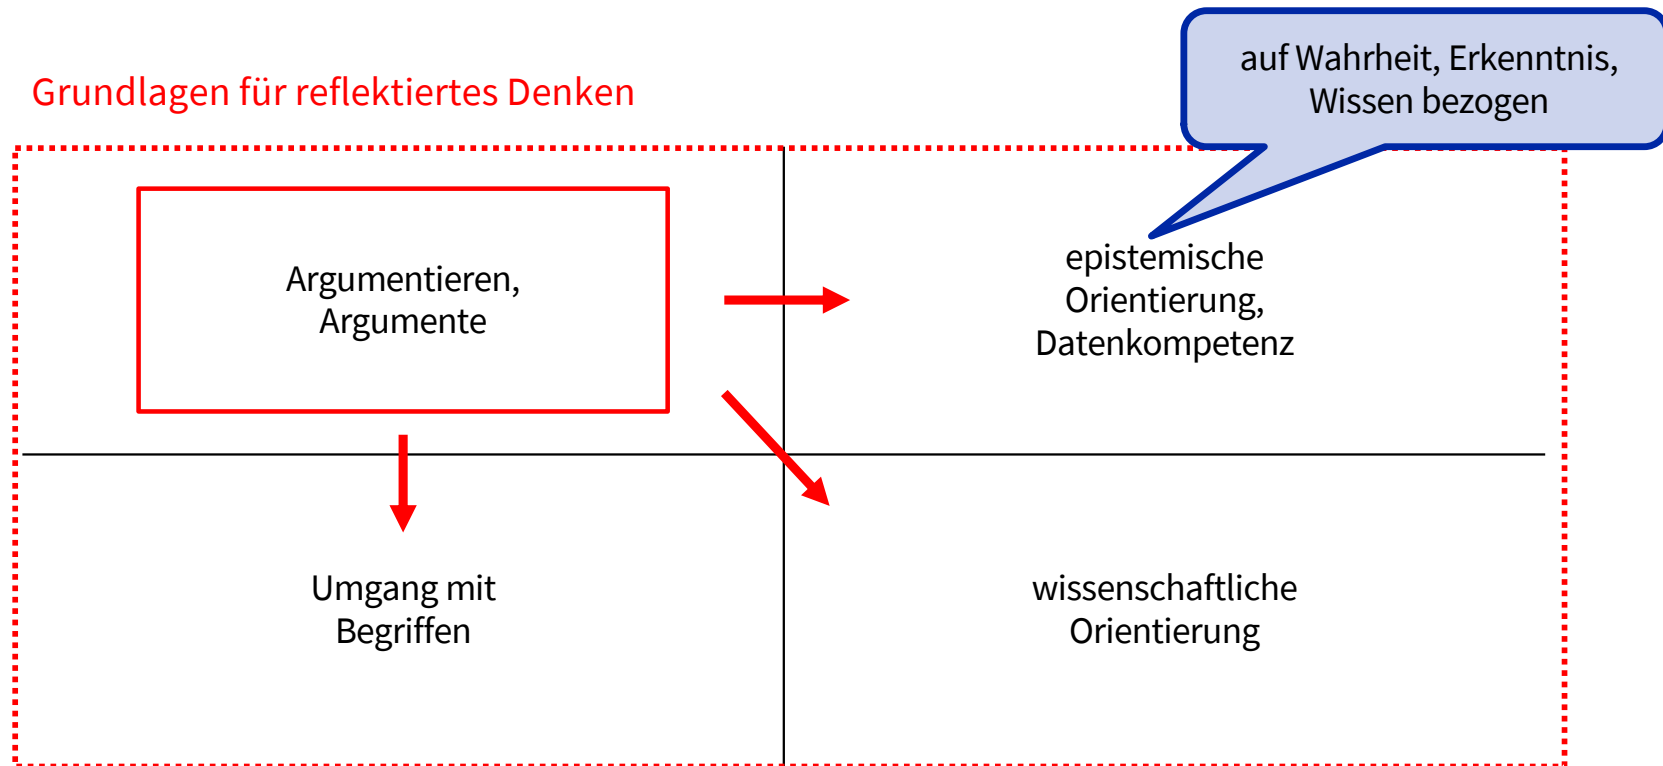 auf Wahrheit, Erkenntnis,
Wissen bezogen
Grundlagen für reflektiertes Denken
Argumentieren,
Argumente
epistemische
Orientierung,
Datenkompetenz
Umgang mit
Begriffen
wissenschaftliche
Orientierung